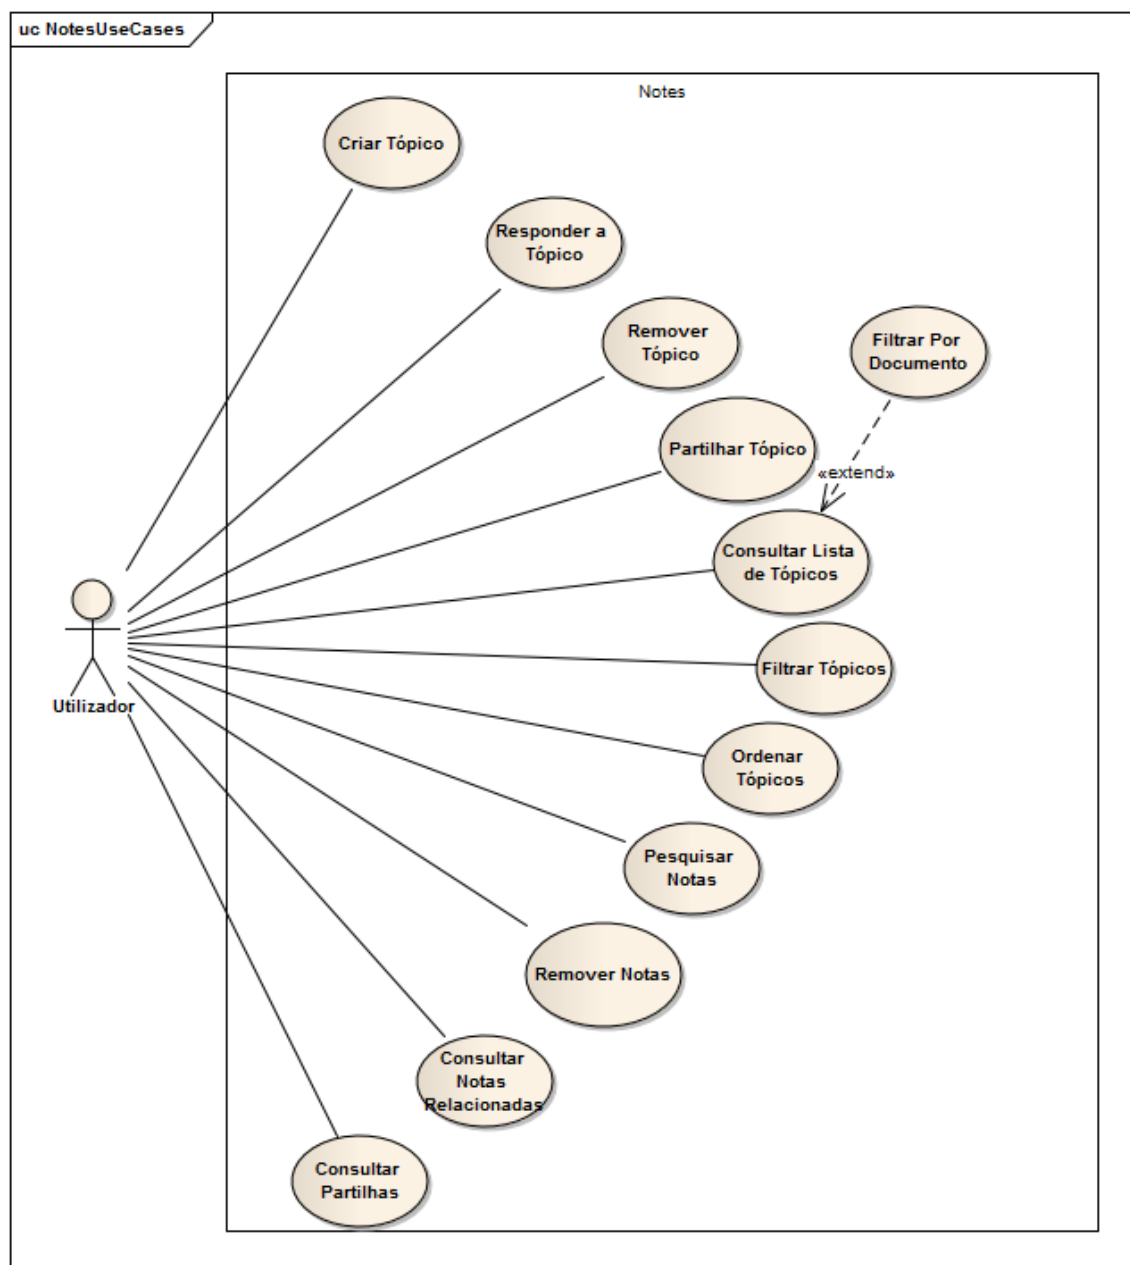 uc NotesUseCases
Notes
Criar Tópico
Responder a
Tópico
Remover
Tópico
Filtrar Por
Documento
Partilhar Tópico
«extend»
Consultar Lista
de Tópicos
Filtrar Tópicos
Utilizador
Ordenar
Tópicos
Pesquisar
Notas
Remover Notas
Consultar
Notas
Relacionadas
Consultar
Partilhas